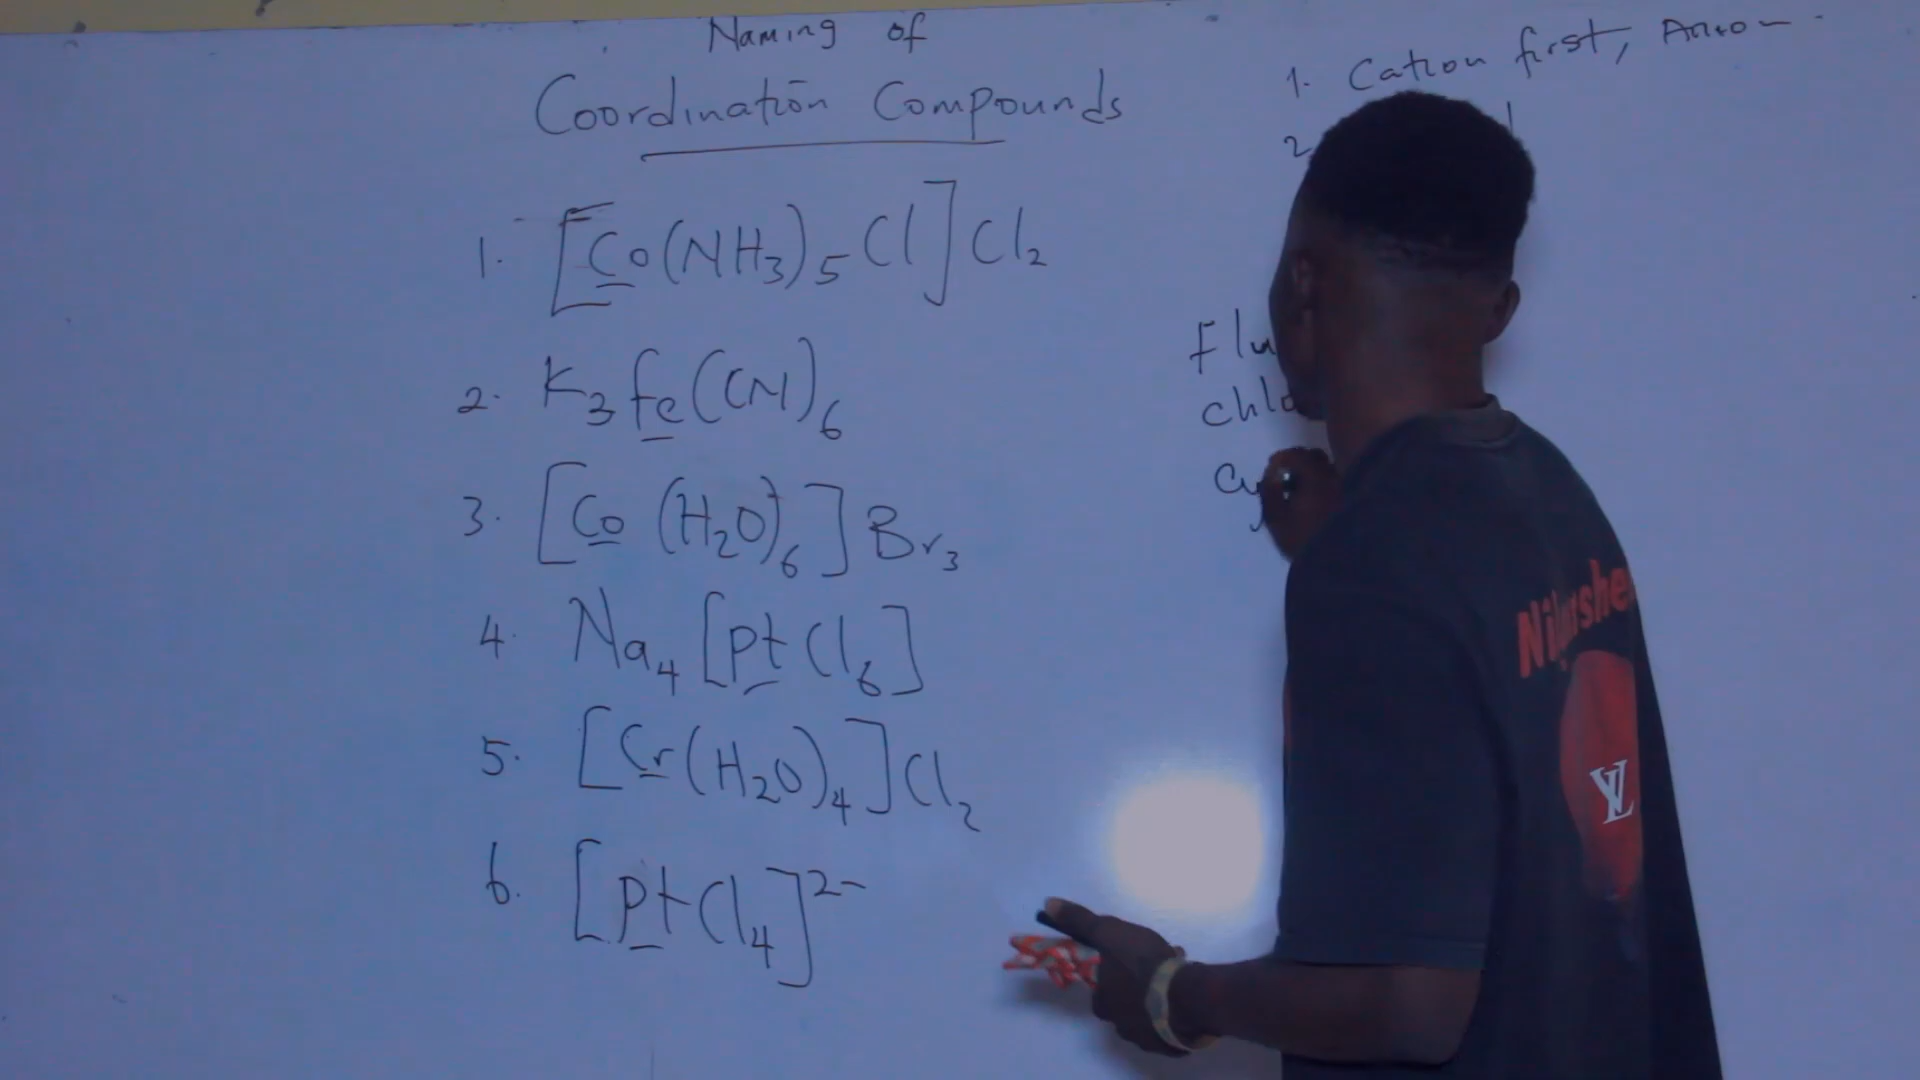 Naming of
Coordination Compounds
1. [Co(NH3)5Cl]Cl2
2. K3Fe(CN)6
3. [Co(H2O)6]Br3
4. Na4[PtCl6]
5. [Cr(H2O)4]Cl2
6. [PtCl4]2-
1. Cation first, Anion
2.
Flu
chlo
Cy
LV